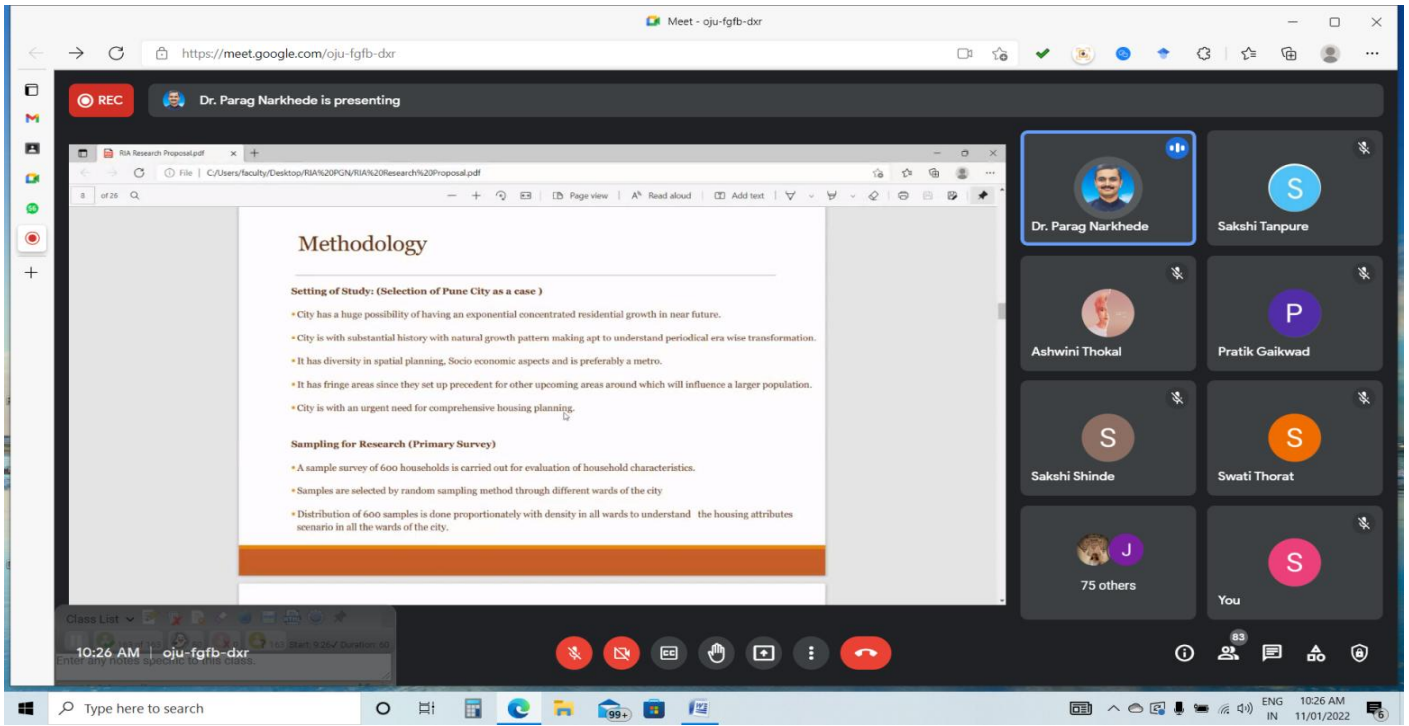 Meet - oju-fgfb-dxr
https://meet.google.com/oju-fgfb-dxr
REC
Dr. Parag Narkhede is presenting
RIA Research Proposal.pdf
File | C:/Users/faculty/Desktop/RIA%20PGN/RIA%20Research%20Proposal.pdf
8 of 26
Page view | Read aloud | Add text
Methodology
Setting of Study: (Selection of Pune City as a case )
• City has a huge possibility of having an exponential concentrated residential growth in near future.
• City is with substantial history with natural growth pattern making apt to understand periodical era wise transformation.
• It has diversity in spatial planning, Socio economic aspects and is preferably a metro.
• It has fringe areas since they set up precedent for other upcoming areas around which will influence a larger population.
• City is with an urgent need for comprehensive housing planning.
Sampling for Research (Primary Survey)
• A sample survey of 600 households is carried out for evaluation of household characteristics.
• Samples are selected by random sampling method through different wards of the city
• Distribution of 600 samples is done proportionately with density in all wards to understand the housing attributes
scenario in all the wards of the city.
Dr. Parag Narkhede
S
Sakshi Tanpure
Ashwini Thokal
P
Pratik Gaikwad
S
Sakshi Shinde
S
Swati Thorat
J
75 others
S
You
Class List
163 Start: 9:26 Duration: 60
Enter any notes specific to this class.
10:26 AM | oju-fgfb-dxr
83
Type here to search
99+
ENG
IN
10:26 AM
11/01/2022
6